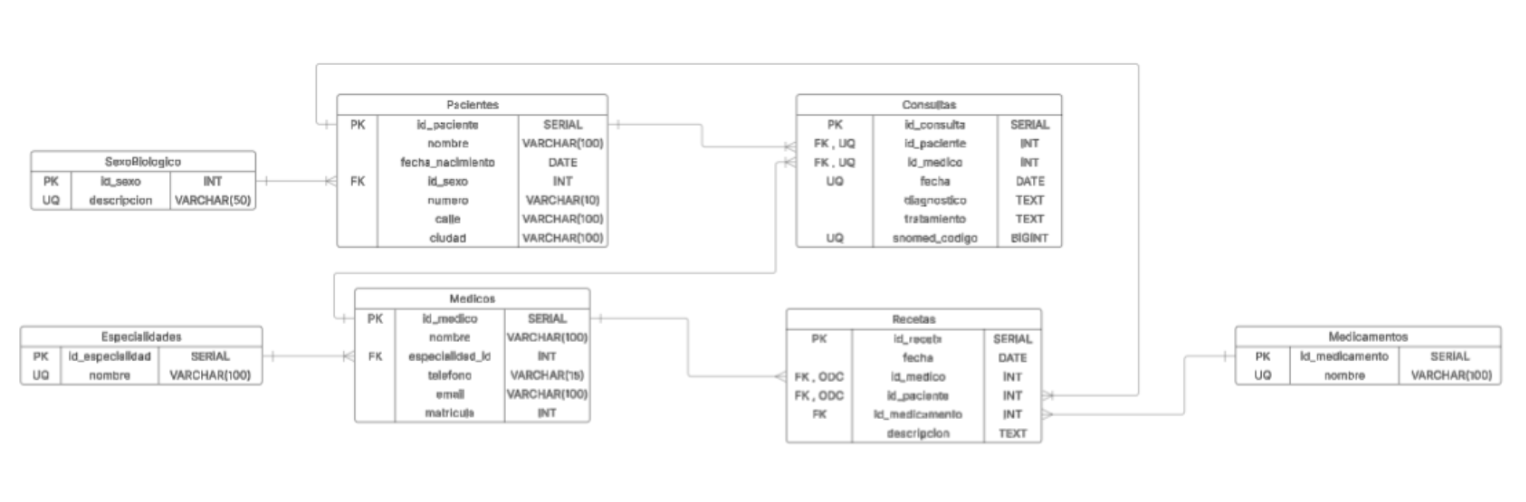 Pacientes
PK id_paciente SERIAL
nombre VARCHAR(100)
fecha_nacimiento DATE
FK id_sexo INT
numero VARCHAR(10)
calle VARCHAR(100)
ciudad VARCHAR(100)
Consultas
PK id_consulta SERIAL
FK , UQ id_paciente INT
FK , UQ id_medico INT
UQ fecha DATE
diagnostico TEXT
tratamiento TEXT
UQ snomed_codigo BIGINT
SexoBiologico
PK id_sexo INT
UQ descripcion VARCHAR(50)
Medicos
PK id_medico SERIAL
nombre VARCHAR(100)
FK especialidad_id INT
telefono VARCHAR(15)
email VARCHAR(100)
matricula INT
Especialidades
PK id_especialidad SERIAL
UQ nombre VARCHAR(100)
Recetas
PK id_receta SERIAL
fecha DATE
FK , ODC id_medico INT
FK , ODC id_paciente INT
FK id_medicamento INT
descripcion TEXT
Medicamentos
PK id_medicamento SERIAL
UQ nombre VARCHAR(100)